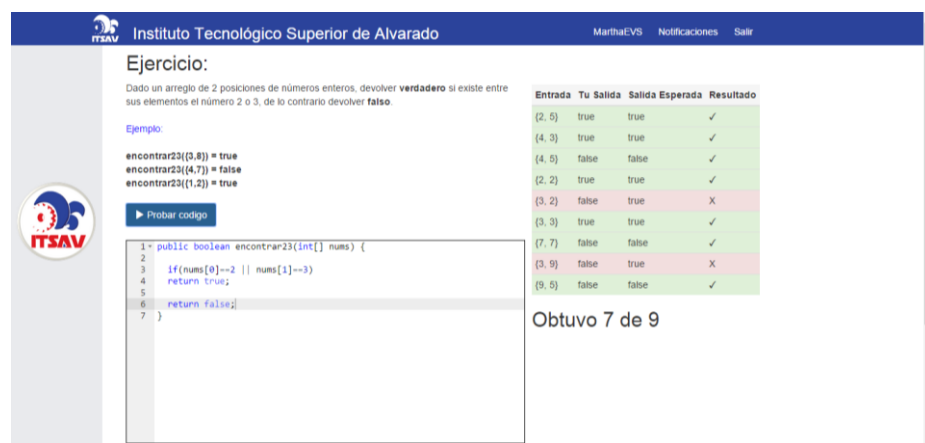 ITSAV
Instituto Tecnológico Superior de Alvarado
MarthaEVS Notificaciones Salir
Ejercicio:
Dado un arreglo de 2 posiciones de números enteros, devolver verdadero si existe entre
sus elementos el número 2 o 3, de lo contrario devolver falso.
Ejemplo:
encontrar23({3,8}) = true
encontrar23({4,7}) = false
encontrar23({1,2}) = true
Probar codigo
ITSAV
1 public boolean encontrar23(int[] nums) {
2
3 if(nums[0]==2 || nums[1]==3)
4 return true;
5
6 return false;
7 }
Entrada Tu Salida Salida Esperada Resultado
{2, 5} true true ✓
{4, 3} true true ✓
{4, 5} false false ✓
{2, 2} true true ✓
{3, 2} false true X
{3, 3} true true ✓
{7, 7} false false ✓
{3, 9} false true X
{9, 5} false false ✓
Obtuvo 7 de 9